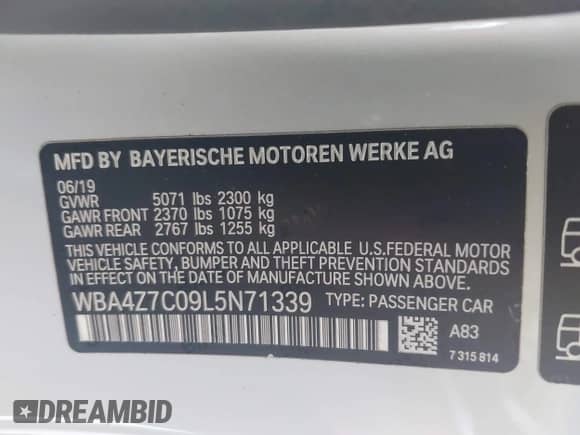 MFD BY BAYERISCHE MOTOREN WERKE AG
06/19
GVWR 5071 lbs 2300 kg
GAWR FRONT 2370 lbs 1075 kg
GAWR REAR 2767 lbs 1255 kg
THIS VEHICLE CONFORMS TO ALL APPLICABLE U.S.FEDERAL MOTOR
VEHICLE SAFETY, BUMPER AND THEFT PREVENTION STANDARDS
IN EFFECT ON THE DATE OF MANUFACTURE SHOWN ABOVE.
WBA4Z7C09L5N71339 TYPE: PASSENGER CAR
A83
7 315 814
DREAMBID